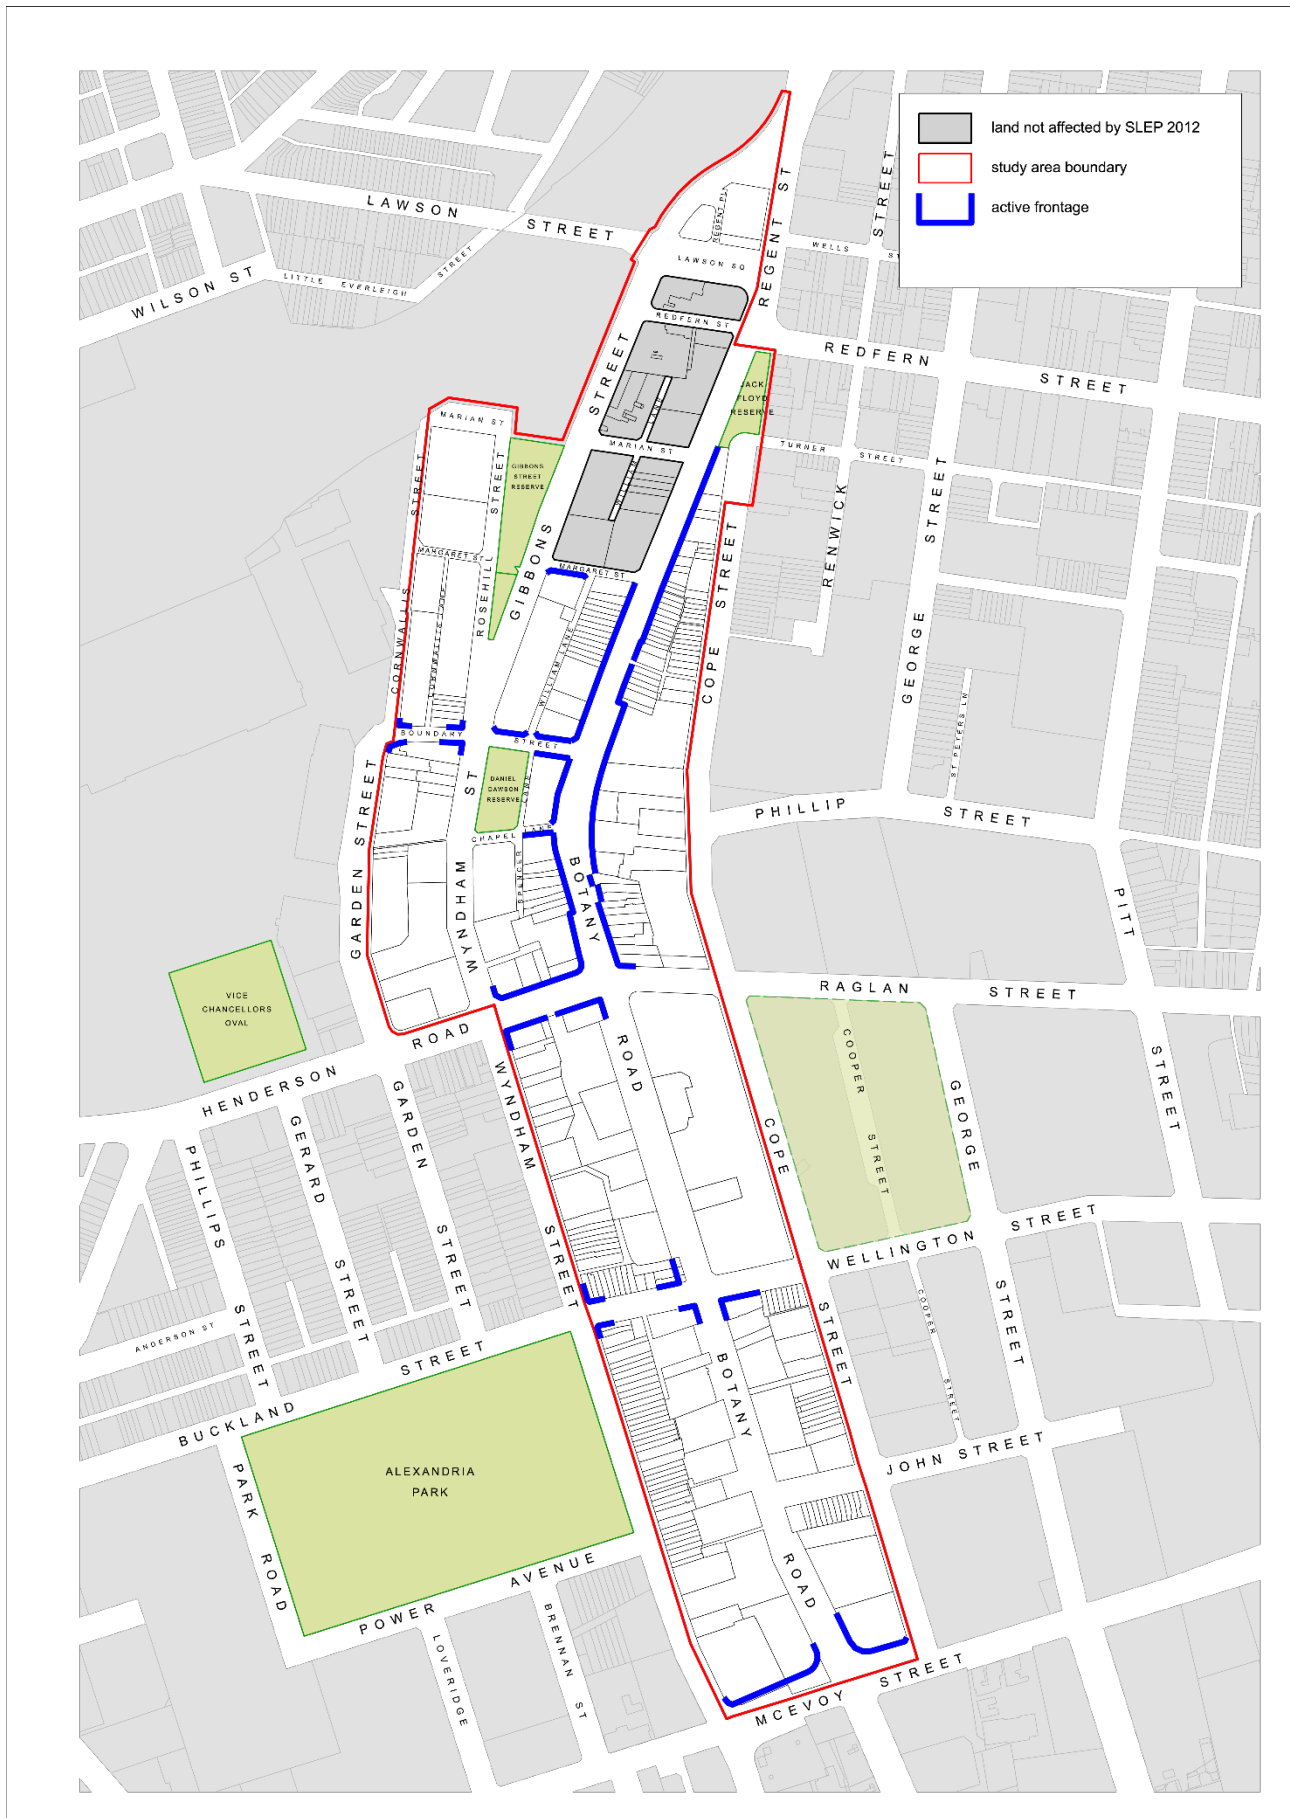 land not affected by SLEP 2012
study area boundary
active frontage
LAWSON STREET
WILSON ST
LITTLE EVERLEIGH STREET
REGENT PL
REGENT ST
STREET
WELLS
LAWSON SQ
REDFERN ST
REDFERN STREET
JACK
FLOYD
RESERVE
LANE
MARIAN ST
MARIAN ST
TURNER STREET
GIBBONS
STREET
RESERVE
GIBBONS STREET
WILLIAM
MARGARET ST
MARGARET ST
ROSEHILL STREET
CORNWALLIS STREET
WILLIAM LANE
COPE STREET
RENWICK
GEORGE STREET
ST PETERS LN
BOUNDARY STREET
DANIEL
DAWSON
RESERVE
LANE
CHAPEL LANE
SPENCER
GARDEN STREET
WYNDHAM ST
BOTANY ROAD
PHILLIP STREET
PITT STREET
VICE
CHANCELLORS
OVAL
HENDERSON ROAD
RAGLAN STREET
COOPER STREET
GEORGE STREET
COPE STREET
WELLINGTON STREET
PHILLIPS STREET
GERARD STREET
GARDEN STREET
WYNDHAM STREET
ANDERSON ST
BUCKLAND STREET
COOPER STREET
BOTANY ROAD
JOHN STREET
ALEXANDRIA
PARK
PARK ROAD
POWER AVENUE
LOVERIDGE
BRENNAN ST
MCEVOY STREET